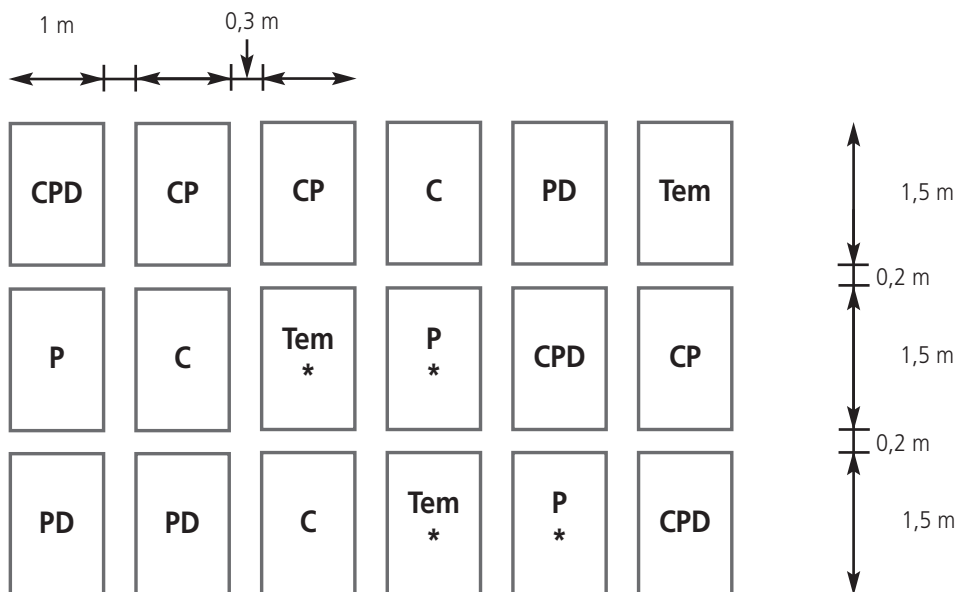 1 m 0,3 m
CPD CP CP C PD Tem
1,5 m
0,2 m
P C Tem * P * CPD CP
1,5 m
0,2 m
PD PD C Tem * P * CPD
1,5 m